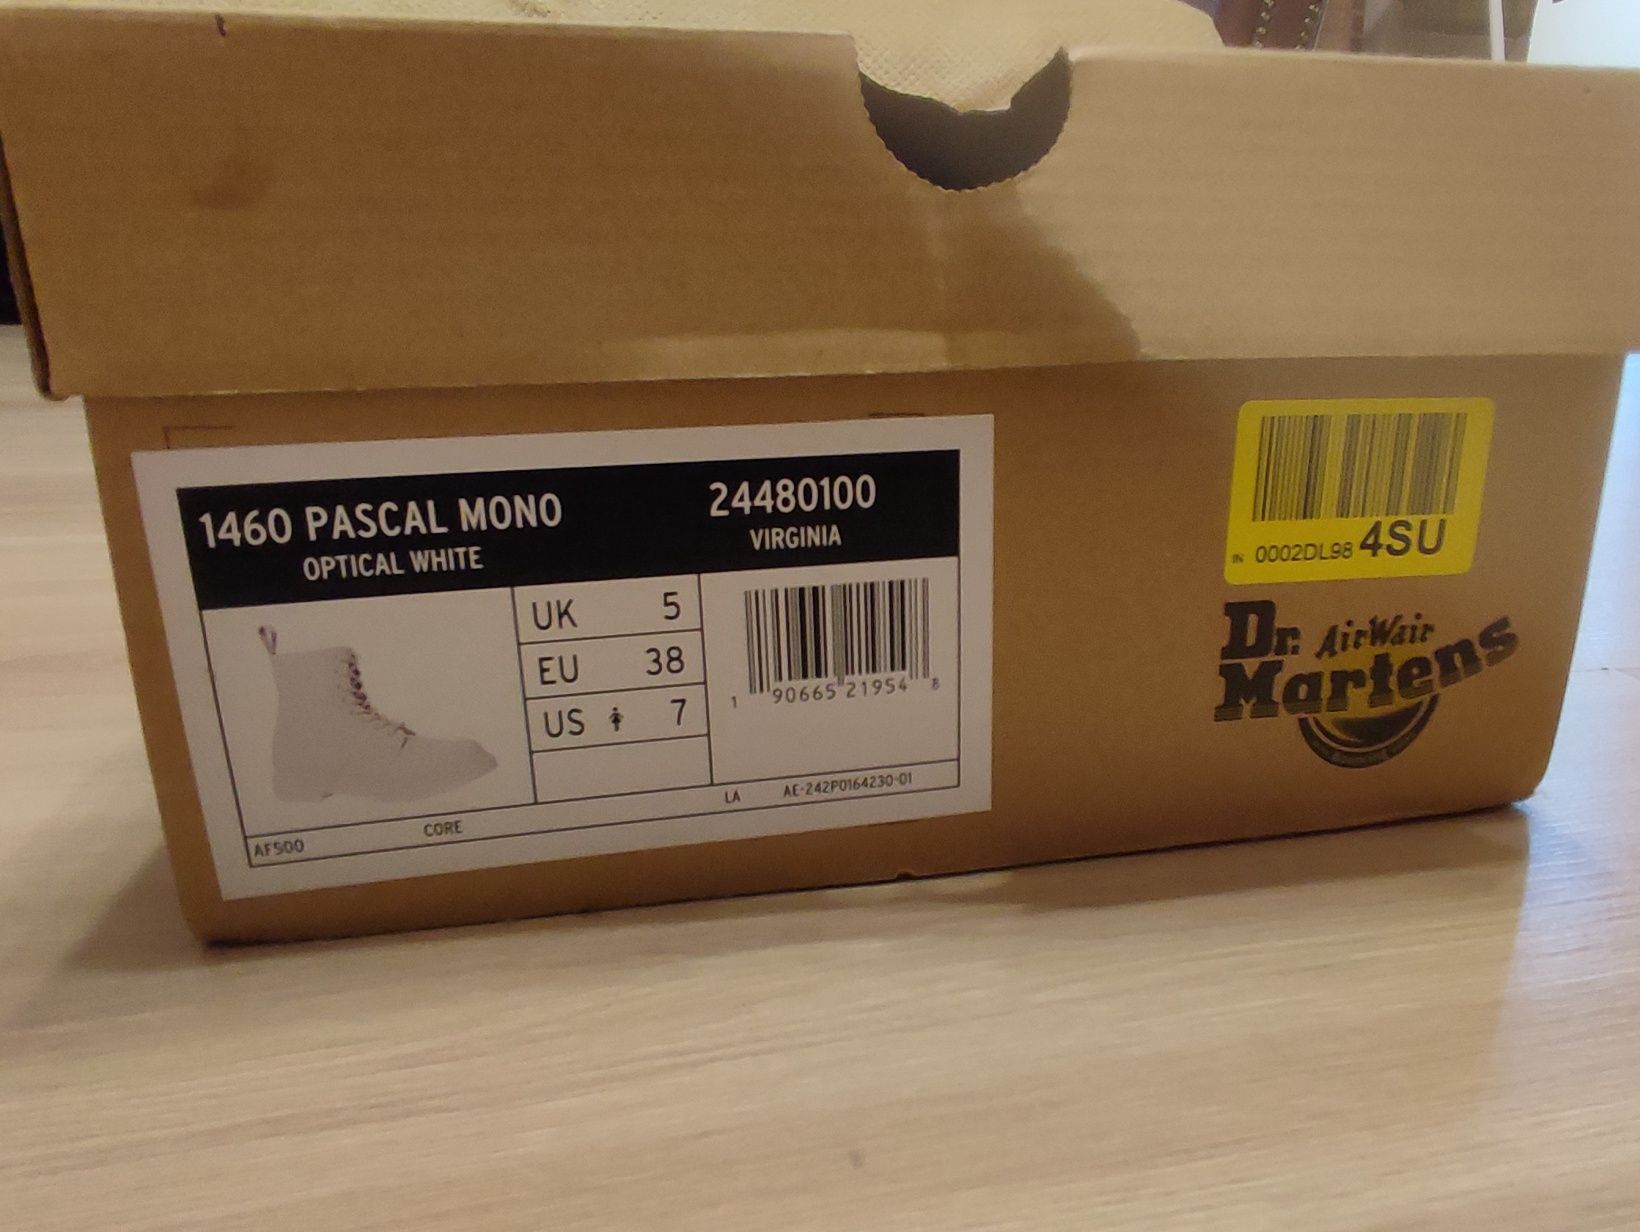 1460 PASCAL MONO
OPTICAL WHITE
24480100
VIRGINIA
UK 5
EU 38
US 7
1 90665 21954 8
AF500
CORE
LA
AE-242P0164230-01
IN 0002DL98 4SU
Dr. AirWair
Martens